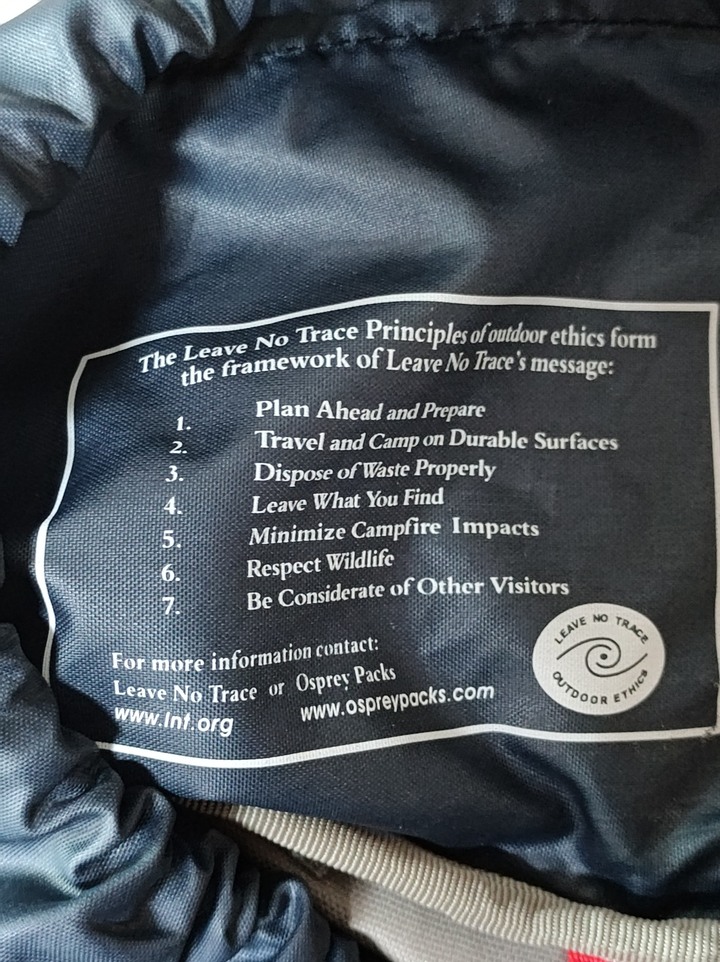 The Leave No Trace Principles of outdoor ethics form
the framework of Leave No Trace's message:
1. Plan Ahead and Prepare
2. Travel and Camp on Durable Surfaces
3. Dispose of Waste Properly
4. Leave What You Find
5. Minimize Campfire Impacts
6. Respect Wildlife
7. Be Considerate of Other Visitors
For more information contact:
Leave No Trace or Osprey Packs
www.lnt.org www.ospreypacks.com
LEAVE NO TRACE
OUTDOOR ETHICS